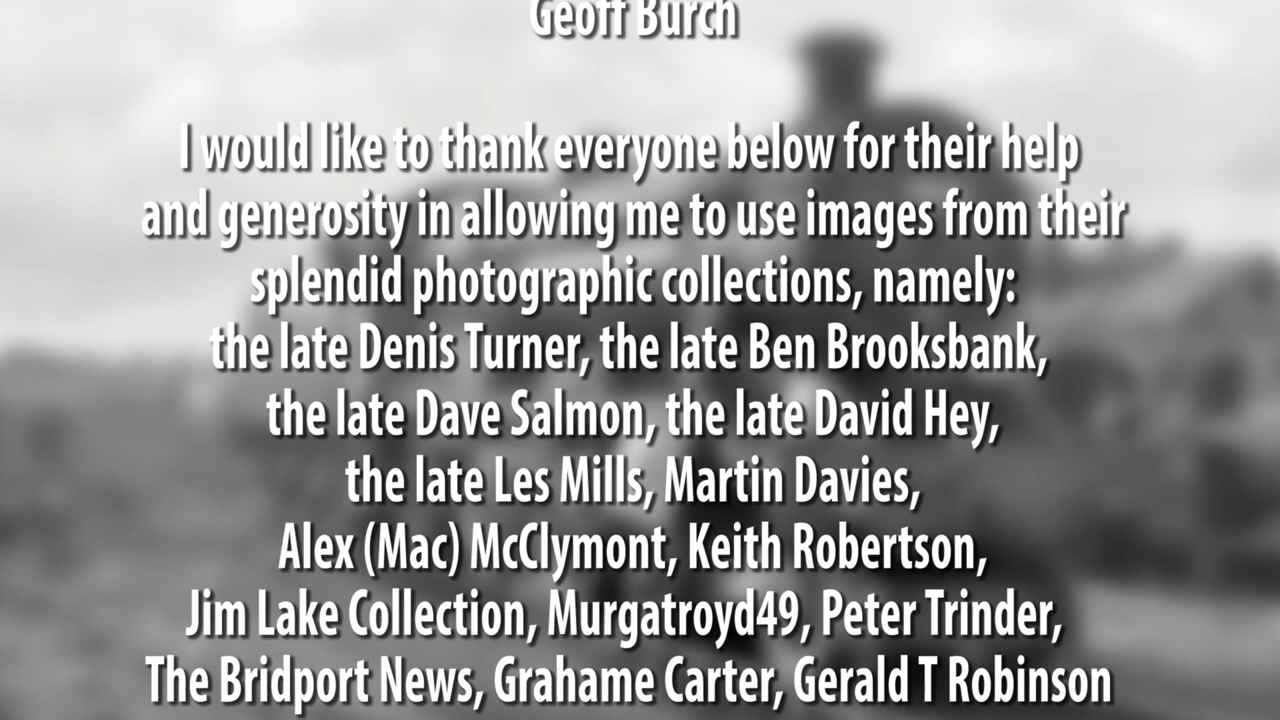 Geoff Burch
I would like to thank everyone below for their help
and generosity in allowing me to use images from their
splendid photographic collections, namely:
the late Denis Turner, the late Ben Brooksbank,
the late Dave Salmon, the late David Hey,
the late Les Mills, Martin Davies,
Alex (Mac) McClymont, Keith Robertson,
Jim Lake Collection, Murgatroyd49, Peter Trinder,
The Bridport News, Grahame Carter, Gerald T Robinson